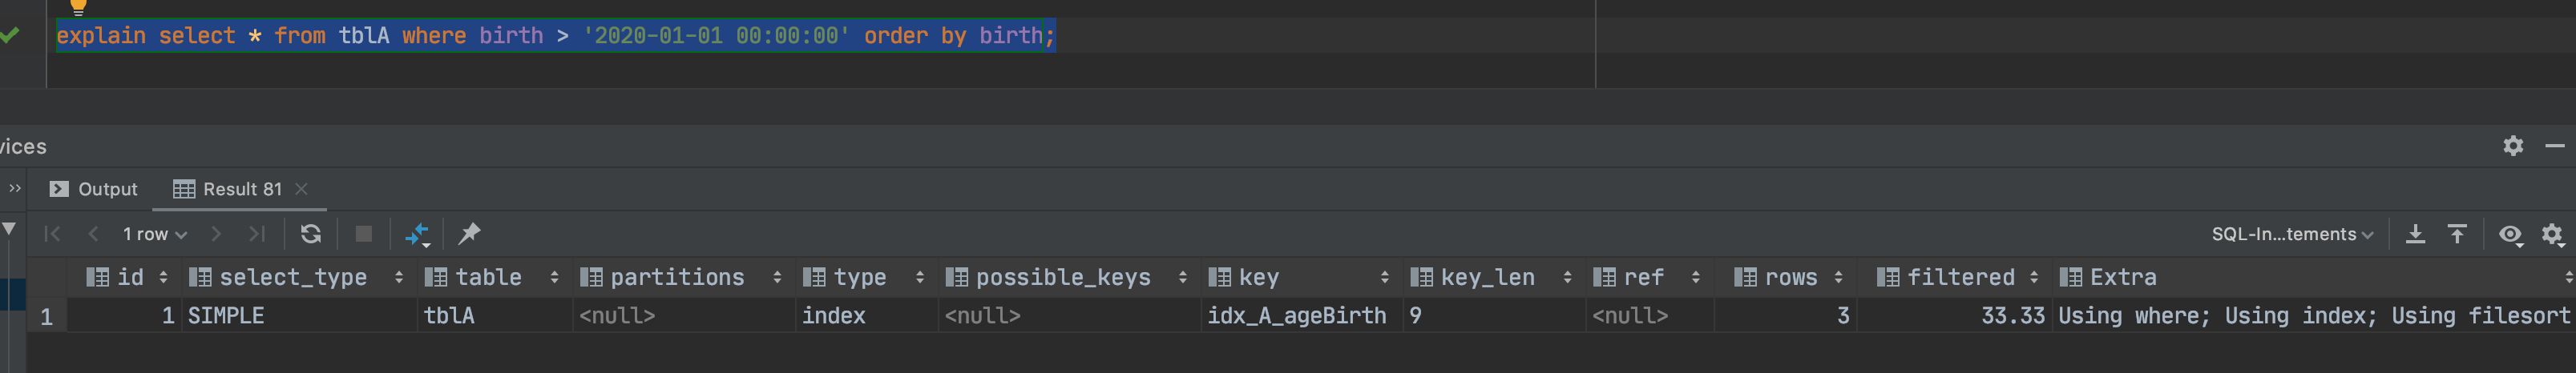 explain select * from tblA where birth > '2020-01-01 00:00:00' order by birth;
vices
Output Result 81
1 row SQL-In...tements
id select_type table partitions type possible_keys key key_len ref rows filtered Extra
1 1 SIMPLE tblA <null> index <null> idx_A_ageBirth 9 <null> 3 33.33 Using where; Using index; Using filesort